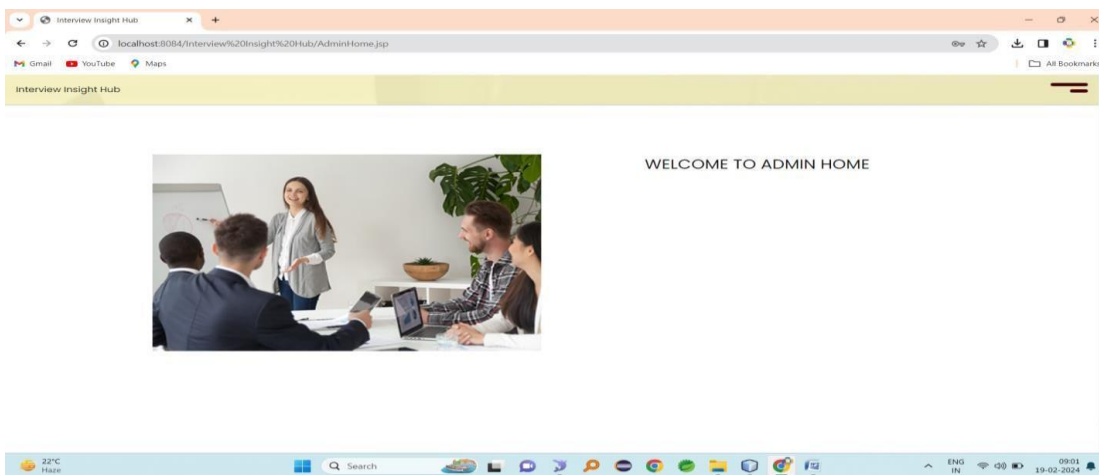 Interview Insight Hub
localhost:8084/Interview%20Insight%20Hub/AdminHome.jsp
Gmail YouTube Maps All Bookmarks
Interview Insight Hub
WELCOME TO ADMIN HOME
22°C
Haze
Search
ENG
IN
09:01
19-02-2024